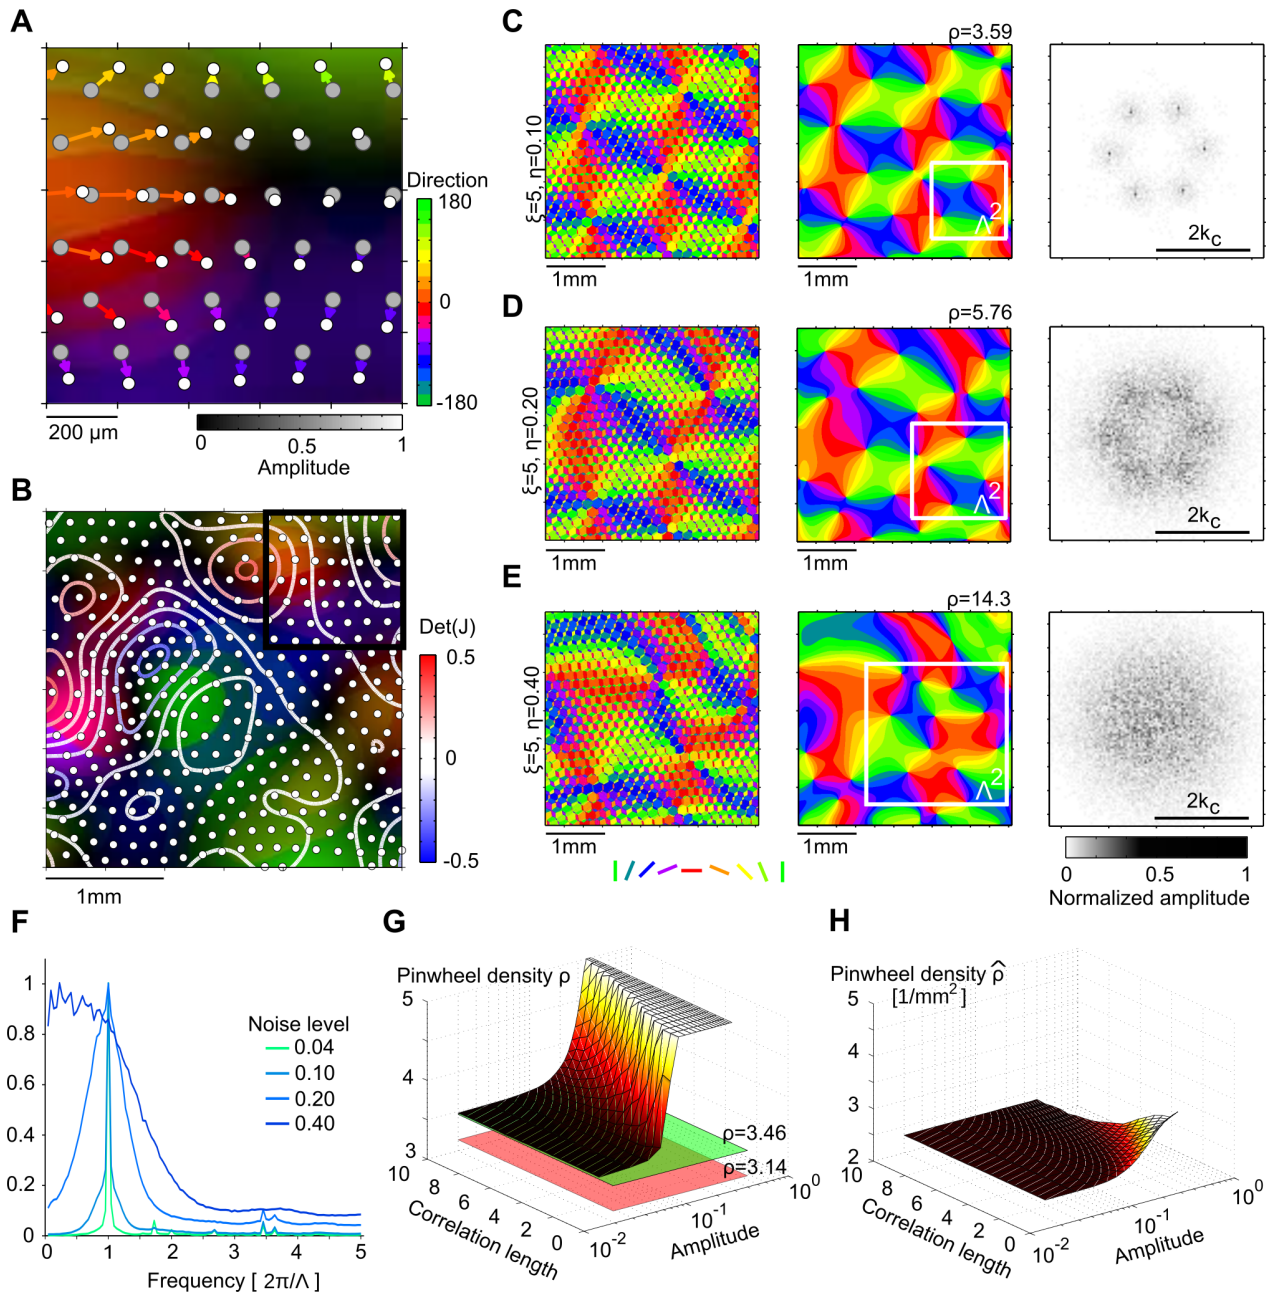 A
Direction
180
0
-180
200 µm
0
0.5
1
Amplitude
B
Det(J)
0.5
0
-0.5
1mm
C
ξ=5, η=0.10
ρ=3.59
Λ²
2k_c
1mm
1mm
D
ξ=5, η=0.20
ρ=5.76
Λ²
2k_c
1mm
1mm
E
ξ=5, η=0.40
ρ=14.3
Λ²
2k_c
1mm
1mm
0
0.5
1
Normalized amplitude
F
1
0.8
0.6
0.4
0.2
0
Noise level
0.04
0.10
0.20
0.40
0 1 2 3 4 5
Frequency [ 2π/Λ ]
G
Pinwheel density ρ
5
4
3
10 8 6 4 2 0
Correlation length
10⁻² 10⁻¹ 10⁰
Amplitude
ρ=3.46
ρ=3.14
H
Pinwheel density ρ̂
[1/mm²]
5
4
3
2
10 8 6 4 2 0
Correlation length
10⁻² 10⁻¹ 10⁰
Amplitude